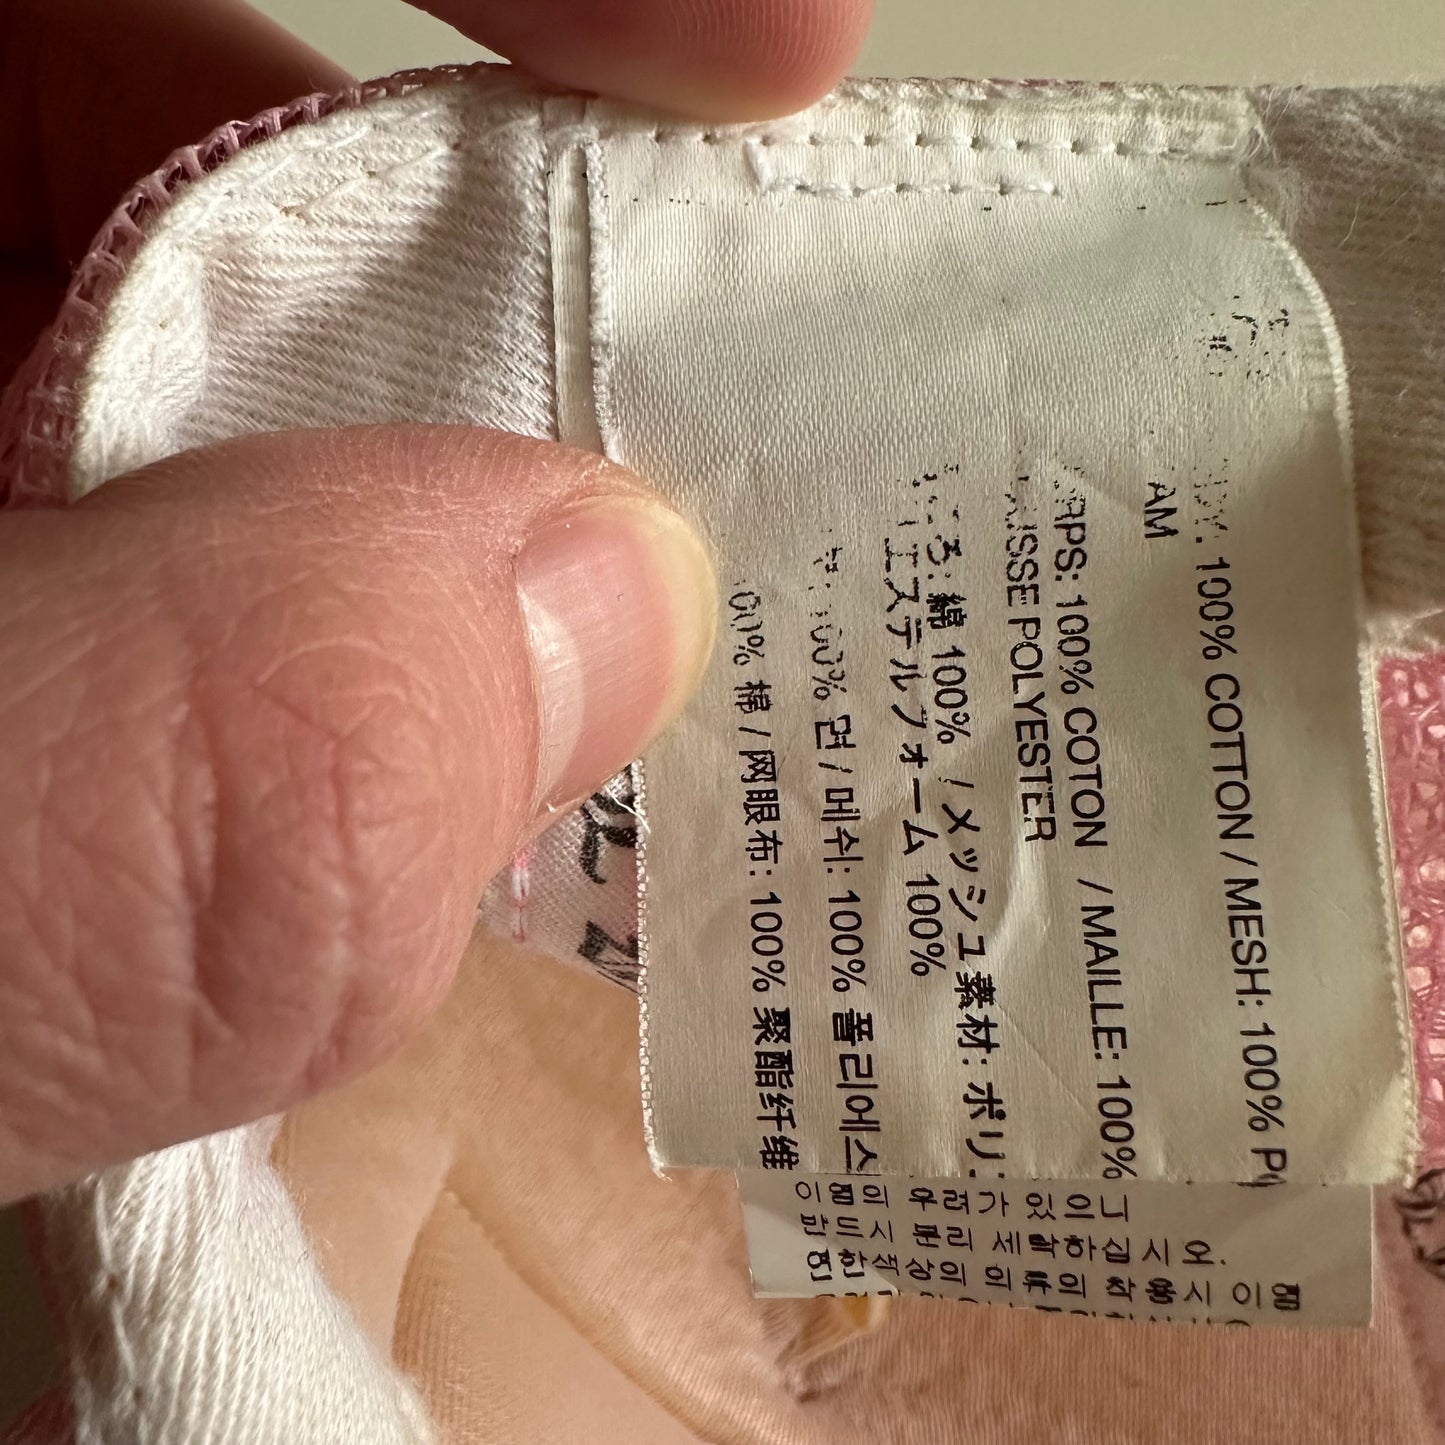 100% COTTON / MESH: 100%
AM
100% COTTON / MAILLE: 100%
POLYESTER
綿 100% / メッシュ素材: ポリ
エステルフォーム 100%
100% 면 / 메쉬: 100% 폴리에스
00% 棉 / 网眼布: 100% 聚酯纤维
이염의 우려가 있으니
반드시 분리 세탁하십시오.
연한색상의 의류의 착용시 이염